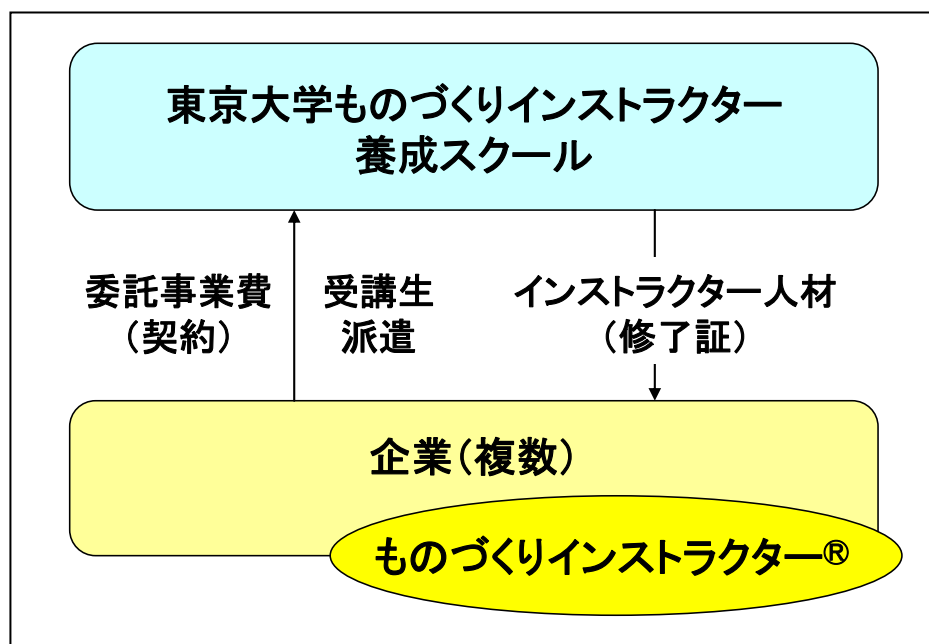 東京大学ものづくりインストラクター
養成スクール
委託事業費
（契約）
受講生
派遣
インストラクター人材
（修了証）
企業（複数）
ものづくりインストラクター®